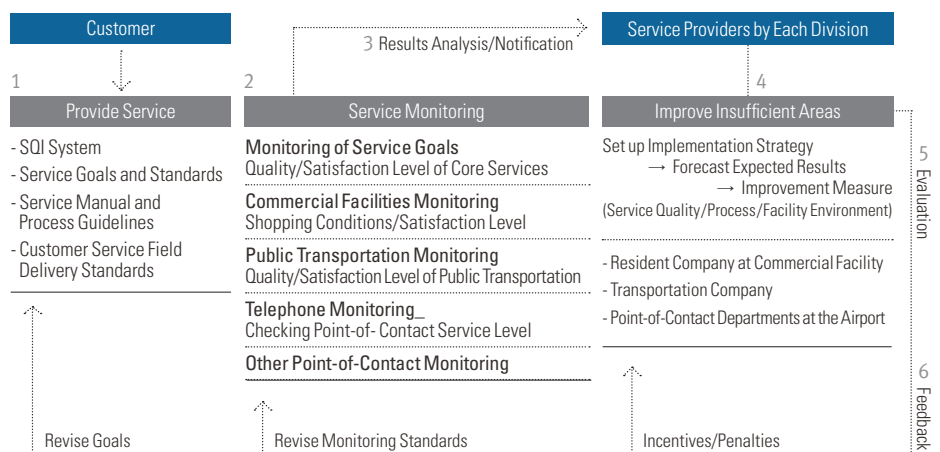 Customer
3 Results Analysis/Notification
Service Providers by Each Division
1
2
4
Provide Service
- SQI System
- Service Goals and Standards
- Service Manual and
Process Guidelines
- Customer Service Field
Delivery Standards
Service Monitoring
Monitoring of Service Goals
Quality/Satisfaction Level of Core Services
Commercial Facilities Monitoring
Shopping Conditions/Satisfaction Level
Public Transportation Monitoring
Quality/Satisfaction Level of Public Transportation
Telephone Monitoring_
Checking Point-of- Contact Service Level
Other Point-of-Contact Monitoring
Improve Insufficient Areas
Set up Implementation Strategy
→ Forecast Expected Results
→ Improvement Measure
(Service Quality/Process/Facility Environment)
- Resident Company at Commercial Facility
- Transportation Company
- Point-of-Contact Departments at the Airport
5 Evaluation
6 Feedback
Revise Goals
Revise Monitoring Standards
Incentives/Penalties